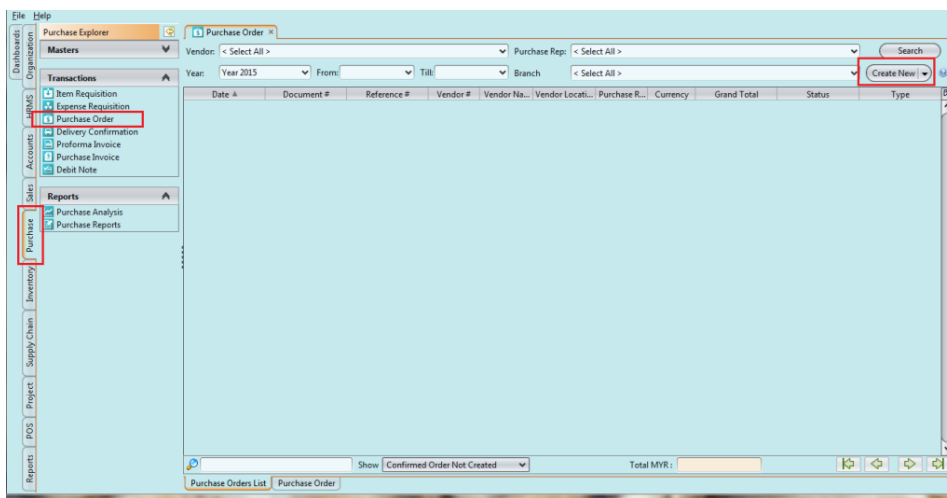 File Help
Dashboards
Organization
HRMS
Accounts
Sales
Purchase
Inventory
Supply Chain
Project
POS
Reports
Purchase Explorer
Masters
Transactions
Item Requisition
Expense Requisition
Purchase Order
Delivery Confirmation
Proforma Invoice
Purchase Invoice
Debit Note
Reports
Purchase Analysis
Purchase Reports
Purchase Order
Vendor: < Select All > Purchase Rep: < Select All > Search
Year: Year 2015 From: Till: Branch < Select All > Create New
Date Document # Reference # Vendor # Vendor Na... Vendor Locati... Purchase R... Currency Grand Total Status Type
Show Confirmed Order Not Created Total MYR :
Purchase Orders List Purchase Order